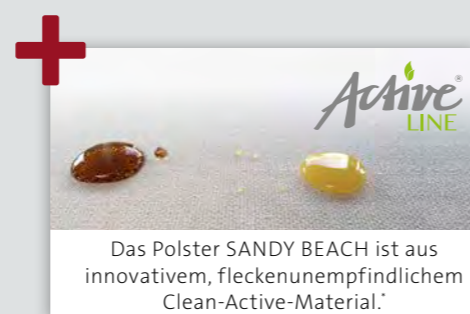 Active®
LINE
Das Polster SANDY BEACH ist aus
innovativem, fleckenunempfindlichem
Clean-Active-Material.*